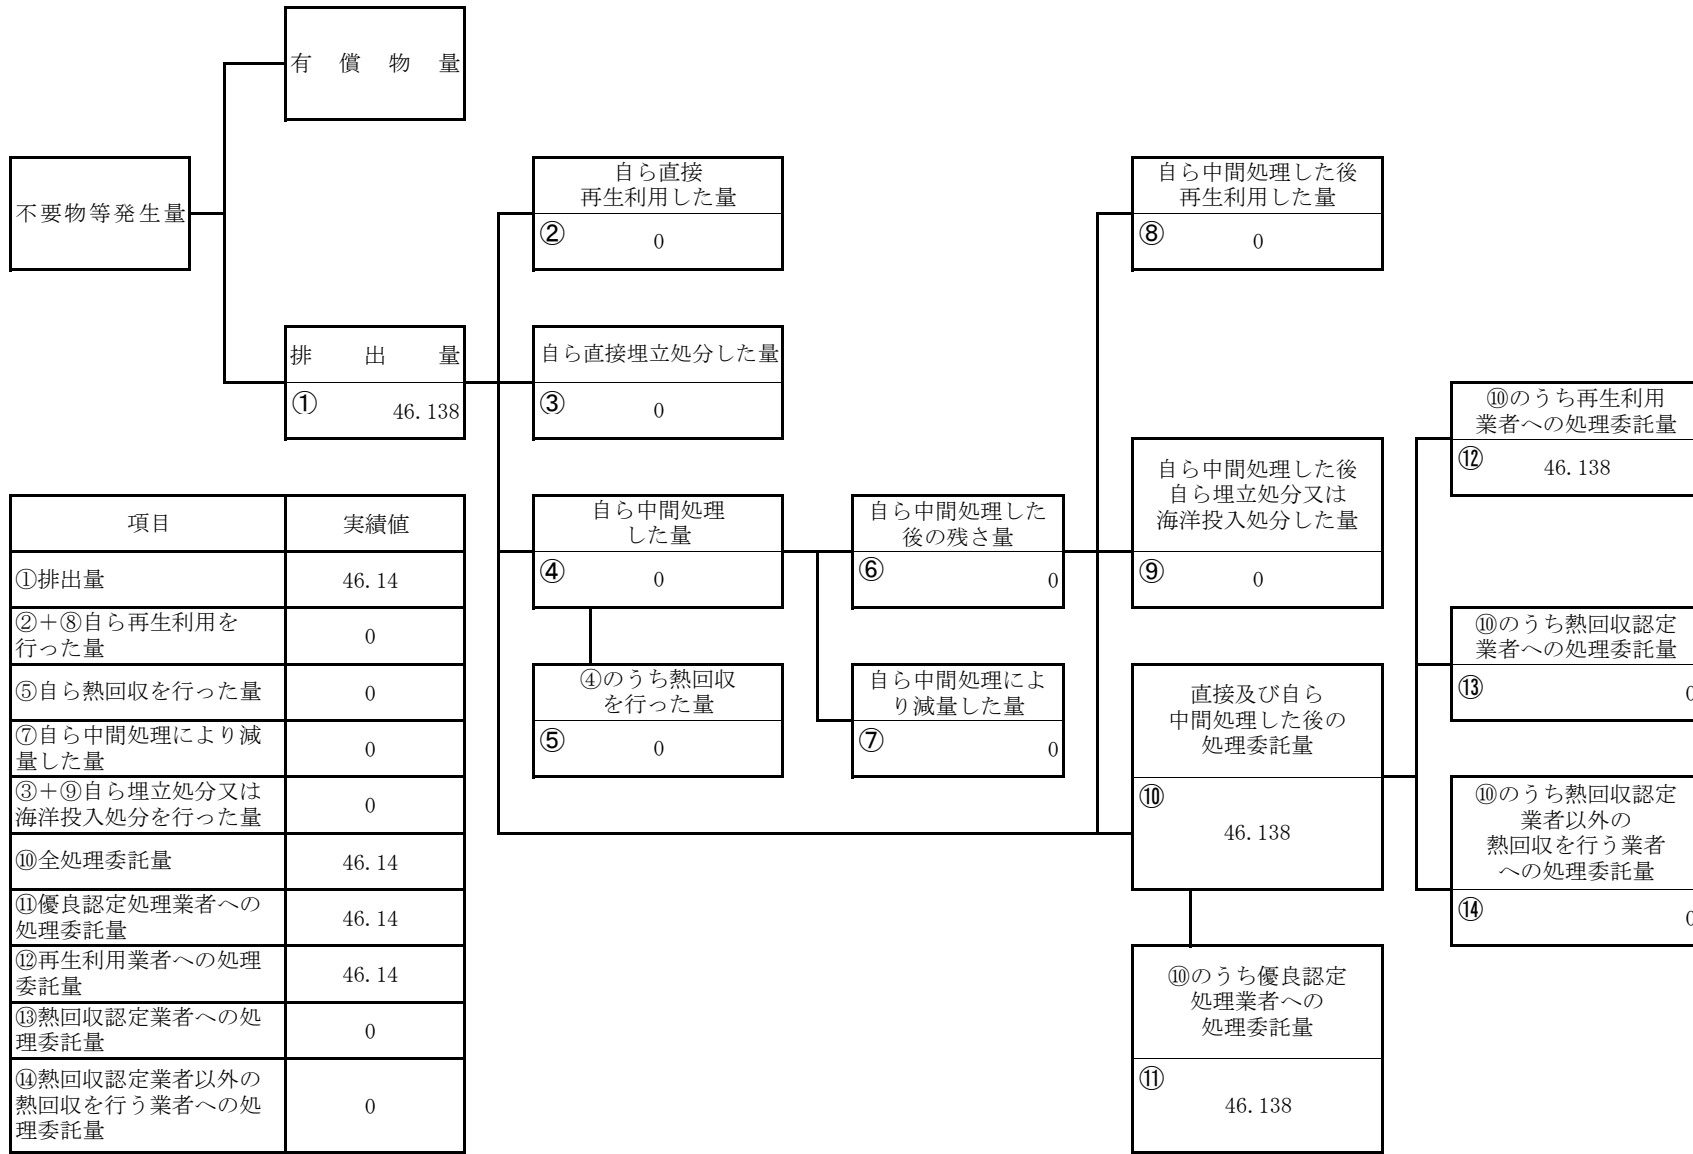 有償物量
不要物等発生量
自ら直接
再生利用した量
② 0
自ら中間処理した後
再生利用した量
⑧ 0
排出量
① 46.138
自ら直接埋立処分した量
③ 0
⑩のうち再生利用
業者への処理委託量
⑫ 46.138
自ら中間処理
した量
④ 0
自ら中間処理した
後の残さ量
⑥ 0
自ら中間処理した後
自ら埋立処分又は
海洋投入処分した量
⑨ 0
④のうち熱回収
を行った量
⑤ 0
自ら中間処理によ
り減量した量
⑦ 0
直接及び自ら
中間処理した後の
処理委託量
⑩
46.138
⑩のうち熱回収認定
業者への処理委託量
⑬ 0
⑩のうち熱回収認定
業者以外の
熱回収を行う業者
への処理委託量
⑭ 0
⑩のうち優良認定
処理業者への
処理委託量
⑪
46.138
項目 実績値
①排出量 46.14
②＋⑧自ら再生利用を
行った量 0
⑤自ら熱回収を行った量 0
⑦自ら中間処理により減
量した量 0
③＋⑨自ら埋立処分又は
海洋投入処分を行った量 0
⑩全処理委託量 46.14
⑪優良認定処理業者への
処理委託量 46.14
⑫再生利用業者への処理
委託量 46.14
⑬熱回収認定業者への処
理委託量 0
⑭熱回収認定業者以外の
熱回収を行う業者への処
理委託量 0